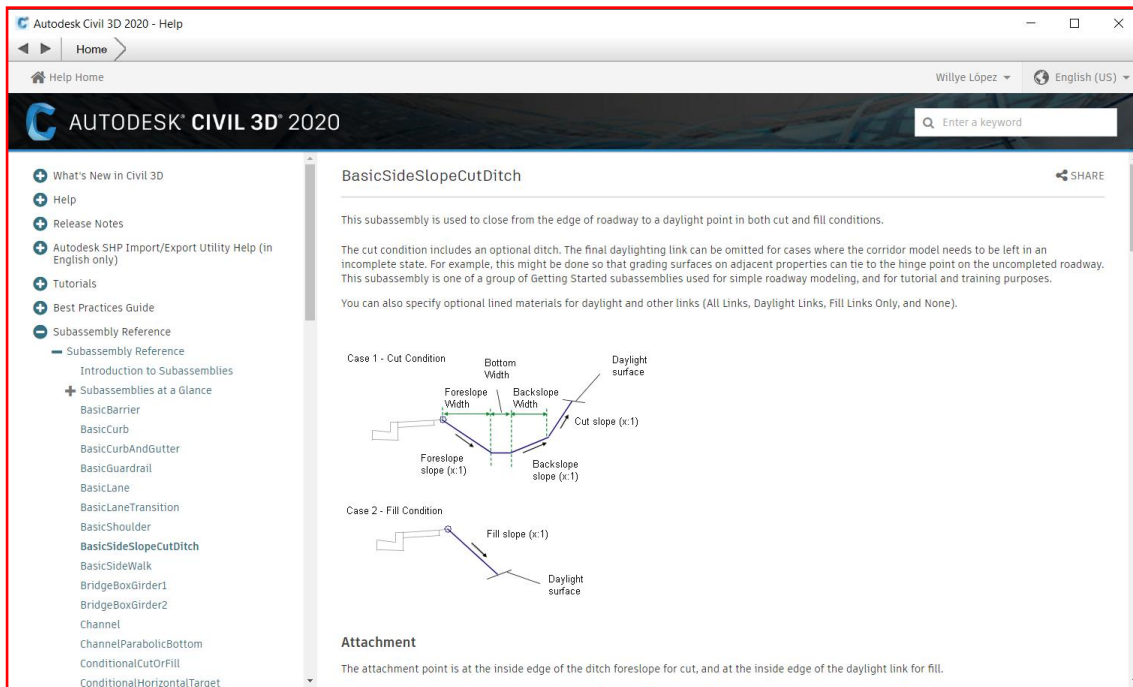 Autodesk Civil 3D 2020 - Help
Home
Help Home
Willye López
English (US)
AUTODESK® CIVIL 3D® 2020
Enter a keyword
What's New in Civil 3D
Help
Release Notes
Autodesk SHP Import/Export Utility Help (in
English only)
Tutorials
Best Practices Guide
Subassembly Reference
Subassembly Reference
Introduction to Subassemblies
Subassemblies at a Glance
BasicBarrier
BasicCurb
BasicCurbAndGutter
BasicGuardrail
BasicLane
BasicLaneTransition
BasicShoulder
BasicSideSlopeCutDitch
BasicSideWalk
BridgeBoxGirder1
BridgeBoxGirder2
Channel
ChannelParabolicBottom
ConditionalCutOrFill
ConditionalHorizontalTarget
BasicSideSlopeCutDitch
SHARE
This subassembly is used to close from the edge of roadway to a daylight point in both cut and fill conditions.
The cut condition includes an optional ditch. The final daylighting link can be omitted for cases where the corridor model needs to be left in an
incomplete state. For example, this might be done so that grading surfaces on adjacent properties can tie to the hinge point on the uncompleted roadway.
This subassembly is one of a group of Getting Started subassemblies used for simple roadway modeling, and for tutorial and training purposes.
You can also specify optional lined materials for daylight and other links (All Links, Daylight Links, Fill Links Only, and None).
Case 1 - Cut Condition
Bottom
Width
Daylight
surface
Foreslope
Width
Backslope
Width
Cut slope (x:1)
Foreslope
slope (x:1)
Backslope
slope (x:1)
Case 2 - Fill Condition
Fill slope (x:1)
Daylight
surface
Attachment
The attachment point is at the inside edge of the ditch foreslope for cut, and at the inside edge of the daylight link for fill.